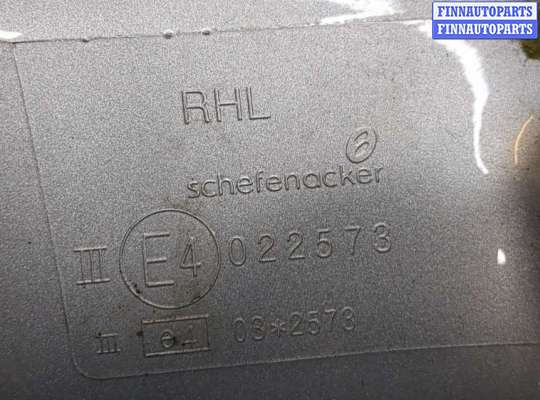 FINNAUTOPARTS
FINNAUTOPARTS
RHL
schefenacker
III E4 022573
III e4 03*2573